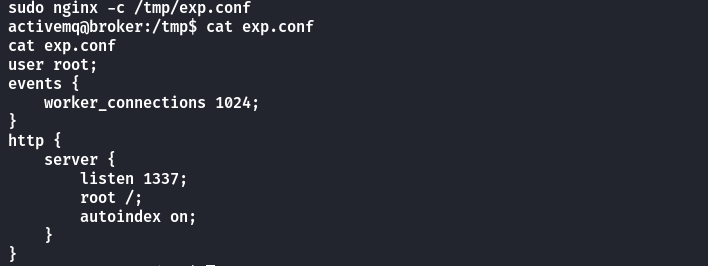 sudo nginx -c /tmp/exp.conf
activemq@broker:/tmp$ cat exp.conf
cat exp.conf
user root;
events {
    worker_connections 1024;
}
http {
    server {
        listen 1337;
        root /;
        autoindex on;
    }
}